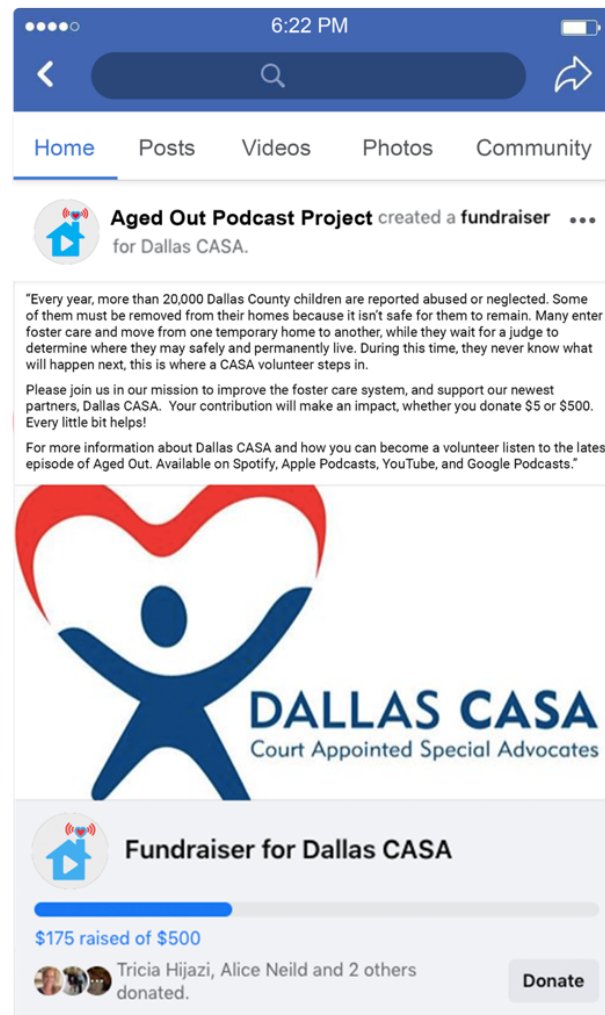 6:22 PM
Home Posts Videos Photos Community
Aged Out Podcast Project created a fundraiser
for Dallas CASA.
"Every year, more than 20,000 Dallas County children are reported abused or neglected. Some
of them must be removed from their homes because it isn't safe for them to remain. Many enter
foster care and move from one temporary home to another, while they wait for a judge to
determine where they may safely and permanently live. During this time, they never know what
will happen next, this is where a CASA volunteer steps in.
Please join us in our mission to improve the foster care system, and support our newest
partners, Dallas CASA. Your contribution will make an impact, whether you donate $5 or $500.
Every little bit helps!
For more information about Dallas CASA and how you can become a volunteer listen to the lates
episode of Aged Out. Available on Spotify, Apple Podcasts, YouTube, and Google Podcasts."
DALLAS CASA
Court Appointed Special Advocates
Fundraiser for Dallas CASA
$175 raised of $500
Tricia Hijazi, Alice Neild and 2 others
donated.
Donate